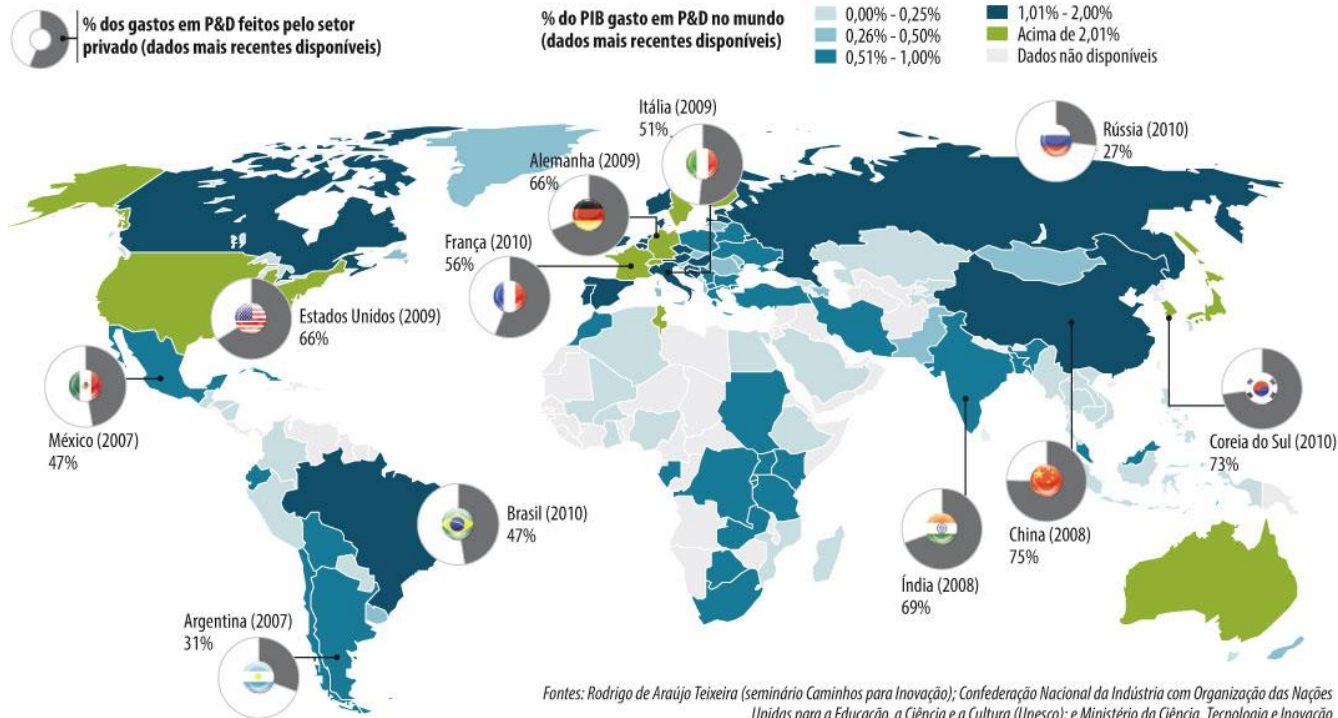 % dos gastos em P&D feitos pelo setor
privado (dados mais recentes disponíveis)
% do PIB gasto em P&D no mundo
(dados mais recentes disponíveis)
0,00% - 0,25%
0,26% - 0,50%
0,51% - 1,00%
1,01% - 2,00%
Acima de 2,01%
Dados não disponíveis
Itália (2009)
51%
Rússia (2010)
27%
Alemanha (2009)
66%
França (2010)
56%
Estados Unidos (2009)
66%
México (2007)
47%
Coreia do Sul (2010)
73%
Brasil (2010)
47%
China (2008)
75%
Índia (2008)
69%
Argentina (2007)
31%
Fontes: Rodrigo de Araújo Teixeira (seminário Caminhos para Inovação); Confederação Nacional da Indústria com Organização das Nações
Unidas para a Educação, a Ciência e a Cultura (Unesco); e Ministério da Ciência, Tecnologia e Inovação